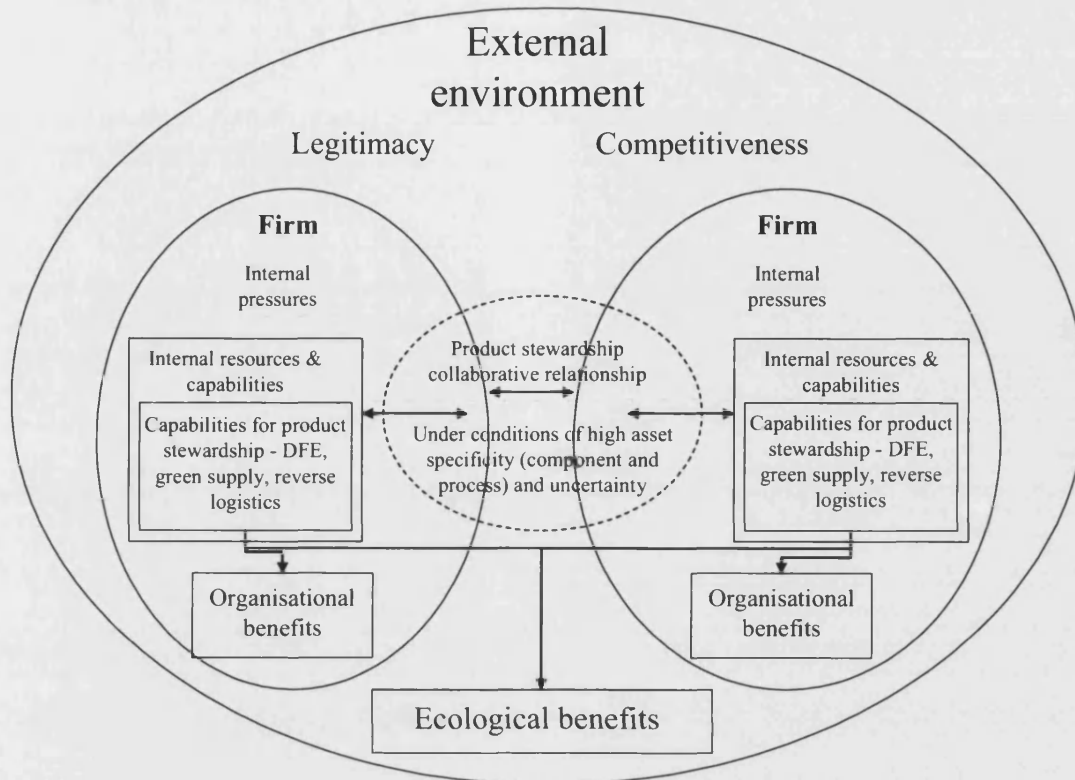 External
environment
Legitimacy
Competitiveness
Firm
Internal
pressures
Internal resources &
capabilities
Capabilities for product
stewardship - DFE,
green supply, reverse
logistics
Organisational
benefits
Product stewardship
collaborative relationship
Under conditions of high asset
specificity (component and
process) and uncertainty
Firm
Internal
pressures
Internal resources &
capabilities
Capabilities for product
stewardship - DFE,
green supply, reverse
logistics
Organisational
benefits
Ecological benefits